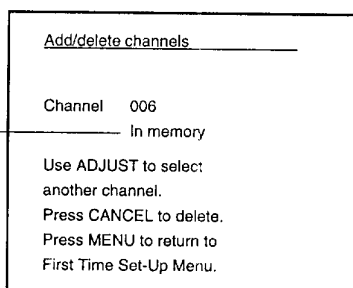 Add/delete channels
Channel 006
In memory
Use ADJUST to select
another channel.
Press CANCEL to delete.
Press MENU to return to
First Time Set-Up Menu.